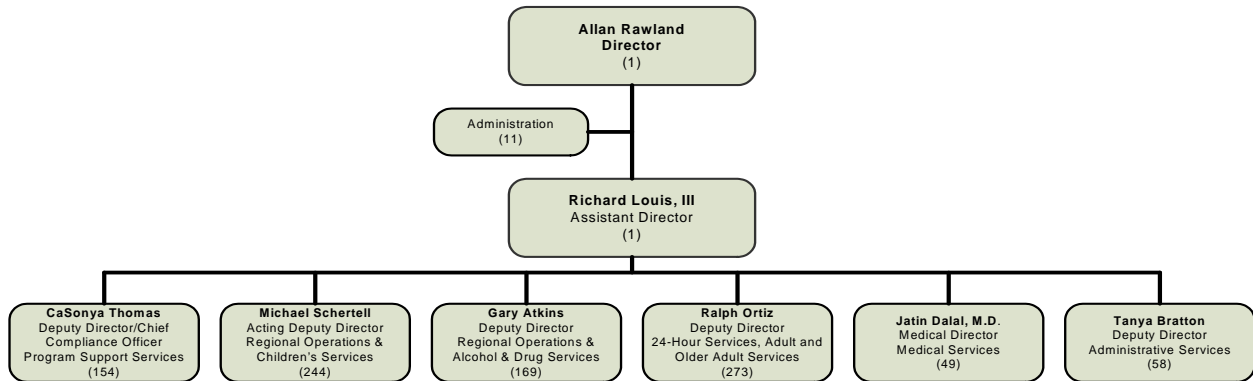 Allan Rawland
Director
(1)
Administration
(11)
Richard Louis, III
Assistant Director
(1)
CaSonya Thomas
Deputy Director/Chief
Compliance Officer
Program Support Services
(154)
Michael Schertell
Acting Deputy Director
Regional Operations &
Children's Services
(244)
Gary Atkins
Deputy Director
Regional Operations &
Alcohol & Drug Services
(169)
Ralph Ortiz
Deputy Director
24-Hour Services, Adult and
Older Adult Services
(273)
Jatin Dalal, M.D.
Medical Director
Medical Services
(49)
Tanya Bratton
Deputy Director
Administrative Services
(58)